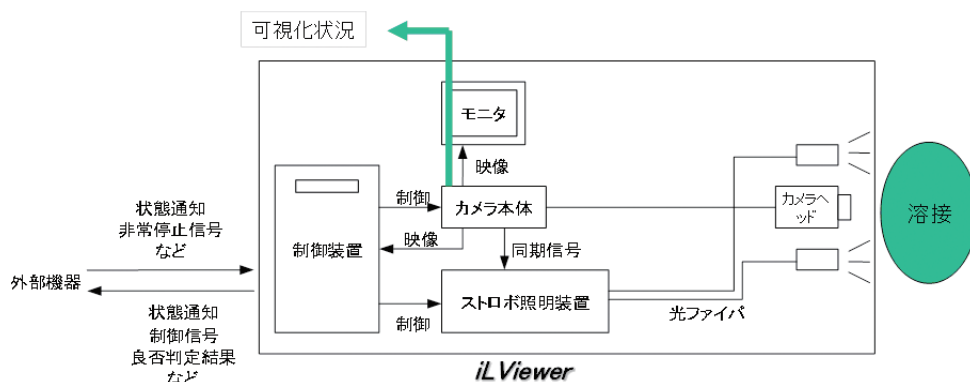 可視化状況
モニタ
映像
状態通知
非常停止信号
など
外部機器
状態通知
制御信号
良否判定結果
など
制御装置
制御
映像
制御
カメラ本体
同期信号
ストロボ照明装置
光ファイバ
カメラヘ
ッド
溶接
iLViewer